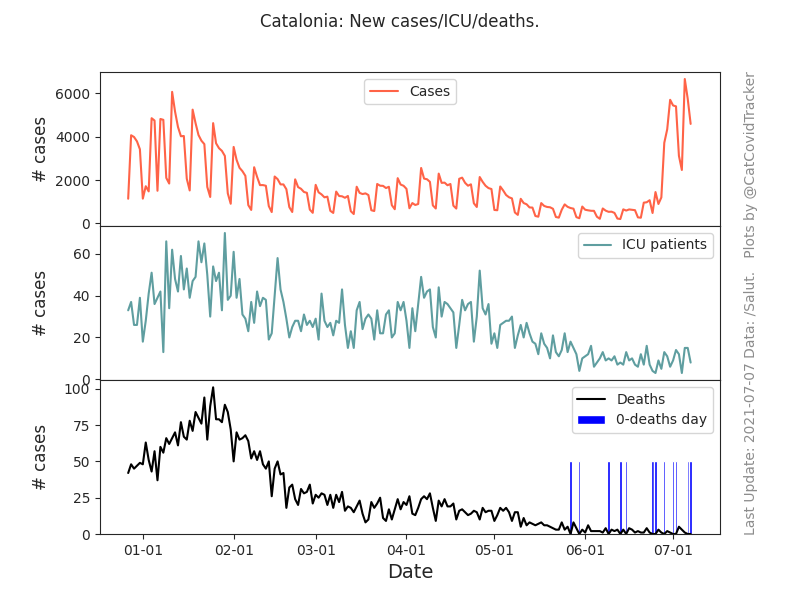 Catalonia: New cases/ICU/deaths.
6000
4000
2000
0
# cases
Cases
60
40
20
0
# cases
ICU patients
100
75
50
25
0
# cases
Deaths
0-deaths day
01-01 02-01 03-01 04-01 05-01 06-01 07-01
Date
Last Update: 2021-07-07 Data: /Salut. Plots by @CatCovidTracker